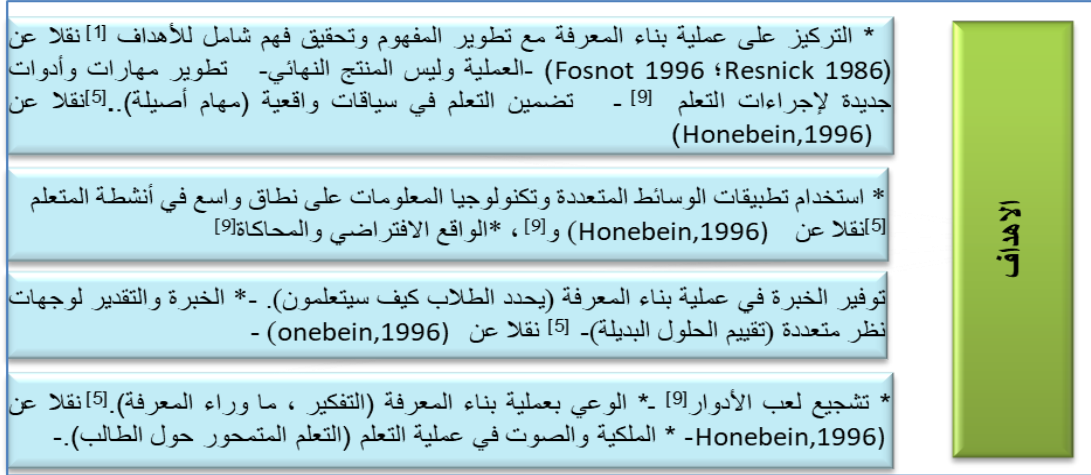 الاهداف
* التركيز على عملية بناء المعرفة مع تطوير المفهوم وتحقيق فهم شامل للأهداف [1] نقلا عن
(Fosnot 1996 ؛Resnick 1986) -العملية وليس المنتج النهائي- تطوير مهارات وأدوات
جديدة لإجراءات التعلم [9] - تضمين التعلم في سياقات واقعية (مهام أصيلة)..[5]نقلا عن
(Honebein,1996)
* استخدام تطبيقات الوسائط المتعددة وتكنولوجيا المعلومات على نطاق واسع في أنشطة المتعلم
[5]نقلا عن (Honebein,1996) و[9] ، *الواقع الافتراضي والمحاكاة[9]
توفير الخبرة في عملية بناء المعرفة (يحدد الطلاب كيف سيتعلمون). -* الخبرة والتقدير لوجهات
نظر متعددة (تقييم الحلول البديلة)- [5] نقلا عن (onebein,1996) -
* تشجيع لعب الأدوار[9] -* الوعي بعملية بناء المعرفة (التفكير ، ما وراء المعرفة).[5]نقلا عن
(Honebein,1996- * الملكية والصوت في عملية التعلم (التعلم المتمحور حول الطالب).-